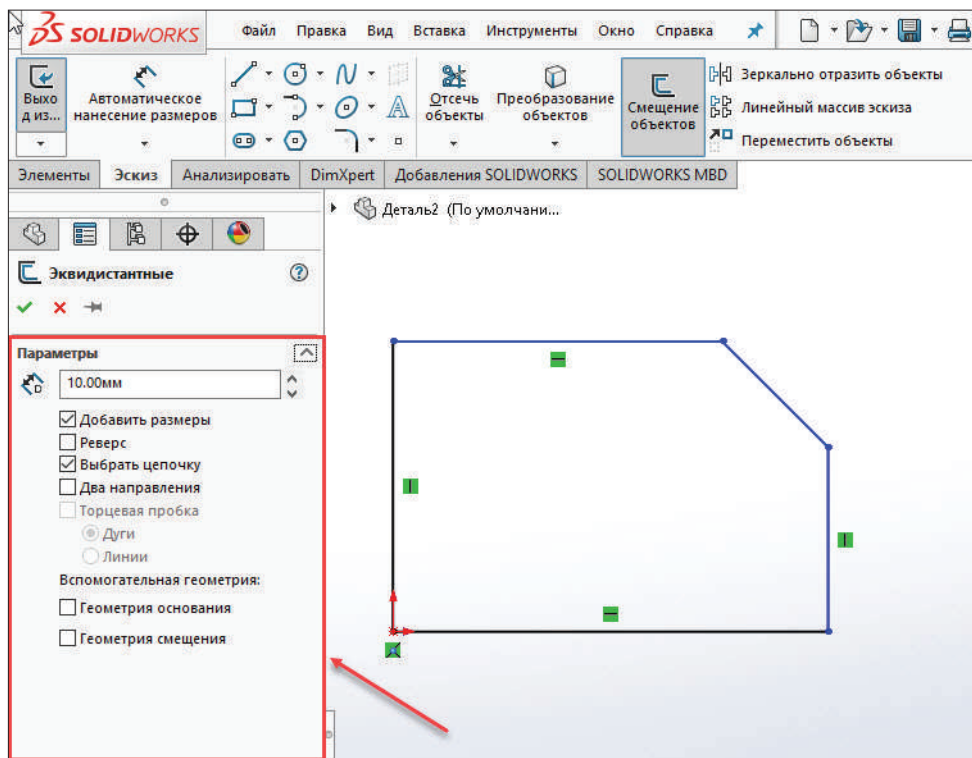 SOLIDWORKS Файл Правка Вид Вставка Инструменты Окно Справка
Выхо
д из...
Автоматическое
нанесение размеров
Отсечь
объекты
Преобразование
объектов
Смещение
объектов
Зеркально отразить объекты
Линейный массив эскиза
Переместить объекты
Элементы Эскиз Анализировать DimXpert Добавления SOLIDWORKS SOLIDWORKS MBD
Деталь2 (По умолчани...
Эквидистантные
Параметры
10.00мм
Добавить размеры
Реверс
Выбрать цепочку
Два направления
Торцевая пробка
Дуги
Линии
Вспомогательная геометрия:
Геометрия основания
Геометрия смещения